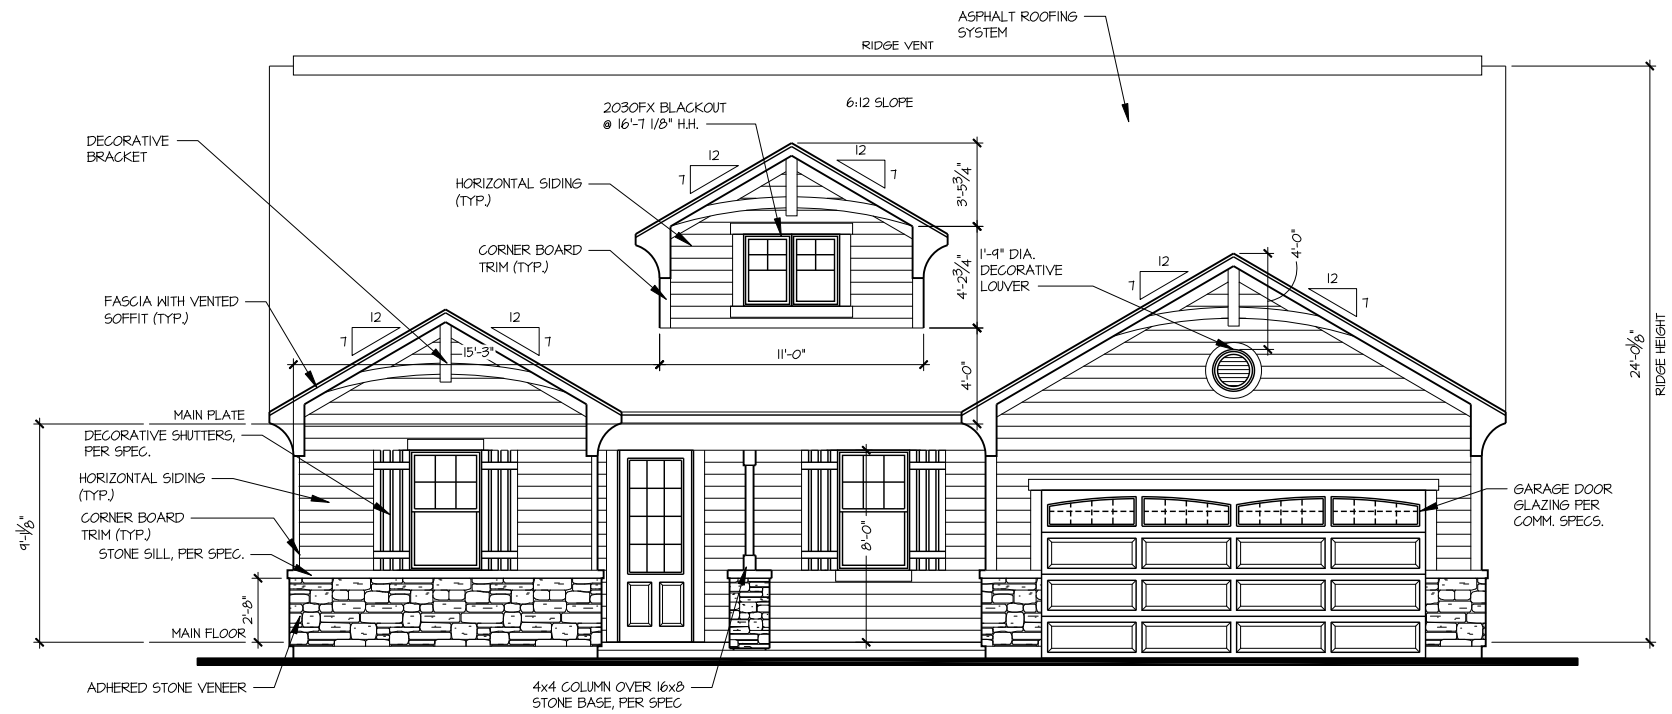 ASPHALT ROOFING
SYSTEM
RIDGE VENT
2030FX BLACKOUT
@ 16'-7 1/8" H.H.
6:12 SLOPE
DECORATIVE
BRACKET
12
7
12
7
3'-5 3/4"
HORIZONTAL SIDING
(TYP.)
CORNER BOARD
TRIM (TYP.)
4'-2 3/4"
1'-9" DIA.
DECORATIVE
LOUVER
4'-0"
12
7
12
7
FASCIA WITH VENTED
SOFFIT (TYP.)
12
7
12
7
15'-3"
11'-0"
4'-0"
24'-0 1/8"
RIDGE HEIGHT
MAIN PLATE
DECORATIVE SHUTTERS,
PER SPEC.
HORIZONTAL SIDING
(TYP.)
CORNER BOARD
TRIM (TYP.)
STONE SILL, PER SPEC.
9'-1 1/8"
8'-0"
GARAGE DOOR
GLAZING PER
COMM. SPECS.
2'-8"
MAIN FLOOR
ADHERED STONE VENEER
4x4 COLUMN OVER 16x8
STONE BASE, PER SPEC